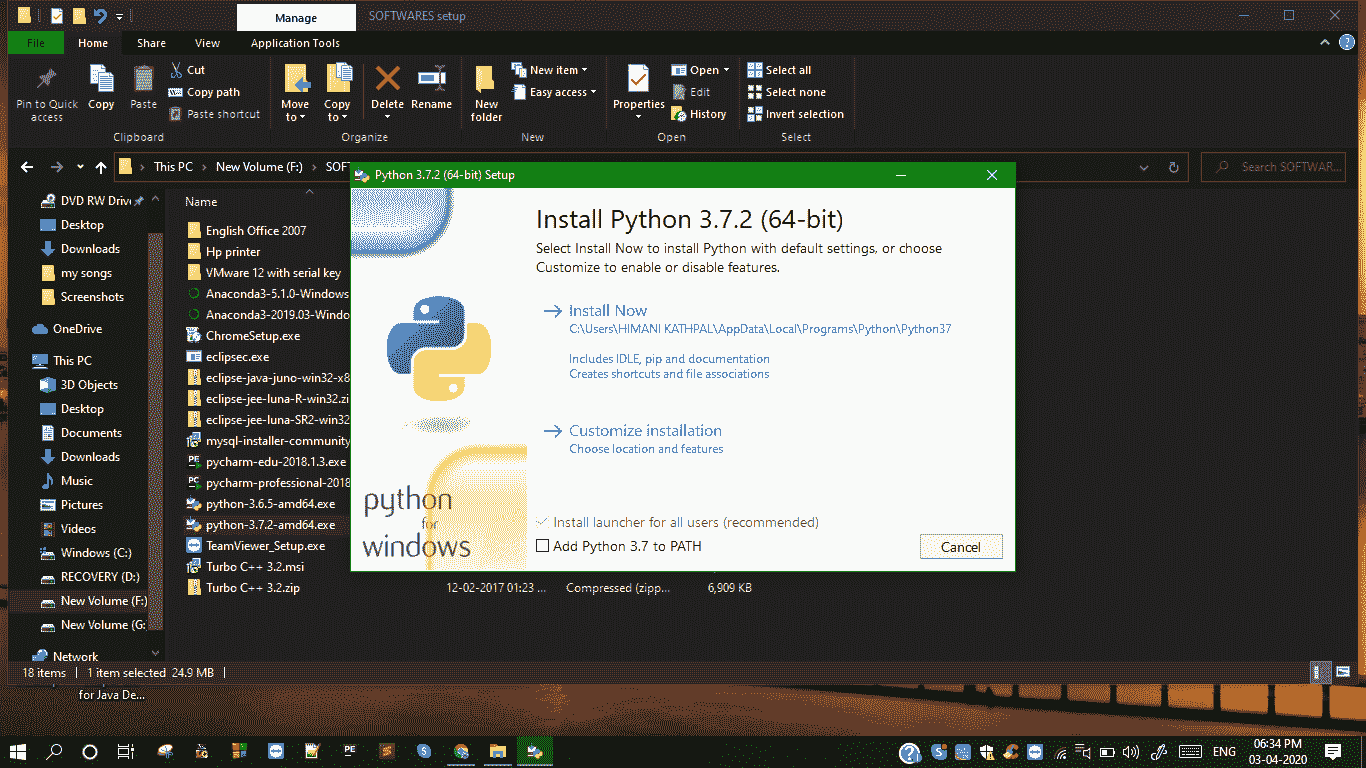 Manage
SOFTWARES setup
File
Home
Share
View
Application Tools
Pin to Quick access
Copy
Paste
Cut
Copy path
Paste shortcut
Clipboard
Move to
Copy to
Delete
Rename
Organize
New folder
New item
Easy access
New
Properties
Open
Edit
History
Open
Select all
Select none
Invert selection
Select
This PC
New Volume (F:)
Search SOFTWAR...
DVD RW
Desktop
Downloads
my songs
Screenshots
OneDrive
This PC
3D Objects
Desktop
Documents
Downloads
Music
Pictures
Videos
Windows (C:)
RECOVERY (D:)
New Volume (F:)
New Volume (G:
Network
Name
English Office 2007
Hp printer
VMware 12 with serial key
Anaconda3-5.1.0-Windows
Anaconda3-2019.03-Windo
ChromeSetup.exe
eclipsec.exe
eclipse-java-juno-win32-x8
eclipse-jee-luna-R-win32.zi
eclipse-jee-luna-SR2-win32
mysql-installer-community
pycharm-edu-2018.1.3.exe
pycharm-professional-2018
python-3.6.5-amd64.exe
python-3.7.2-amd64.exe
TeamViewer_Setup.exe
Turbo C++ 3.2.msi
Turbo C++ 3.2.zip
12-02-2017 01:23 ...
Compressed (zipp...
6,909 KB
Python 3.7.2 (64-bit) Setup
Install Python 3.7.2 (64-bit)
Select Install Now to install Python with default settings, or choose
Customize to enable or disable features.
Install Now
C:\Users\HIMANI KATHPAL\AppData\Local\Programs\Python\Python37
Includes IDLE, pip and documentation
Creates shortcuts and file associations
Customize installation
Choose location and features
python
for
windows
Install launcher for all users (recommended)
Add Python 3.7 to PATH
Cancel
18 items
1 item selected 24.9 MB
for Java De...
ENG
06:34 PM
03-04-2020